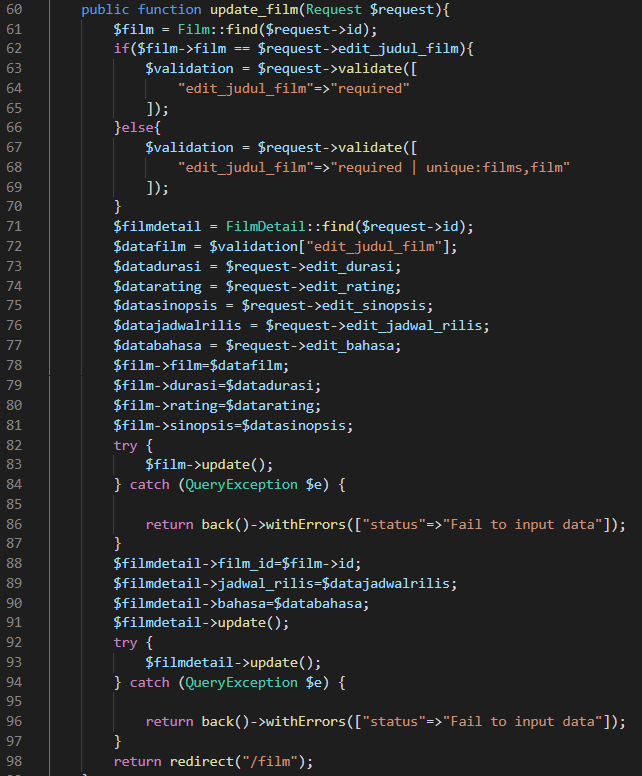 60 public function update_film(Request $request){
61 $film = Film::find($request->id);
62 if($film->film == $request->edit_judul_film){
63 $validation = $request->validate([
64 "edit_judul_film"=>"required"
65 ]);
66 }else{
67 $validation = $request->validate([
68 "edit_judul_film"=>"required | unique:films,film"
69 ]);
70 }
71 $filmdetail = FilmDetail::find($request->id);
72 $datafilm = $validation["edit_judul_film"];
73 $datadurasi = $request->edit_durasi;
74 $datarating = $request->edit_rating;
75 $datasinopsis = $request->edit_sinopsis;
76 $datajadwalrilis = $request->edit_jadwal_rilis;
77 $databahasa = $request->edit_bahasa;
78 $film->film=$datafilm;
79 $film->durasi=$datadurasi;
80 $film->rating=$datarating;
81 $film->sinopsis=$datasinopsis;
82 try {
83 $film->update();
84 } catch (QueryException $e) {
85
86 return back()->withErrors(["status"=>"Fail to input data"]);
87 }
88 $filmdetail->film_id=$film->id;
89 $filmdetail->jadwal_rilis=$datajadwalrilis;
90 $filmdetail->bahasa=$databahasa;
91 $filmdetail->update();
92 try {
93 $filmdetail->update();
94 } catch (QueryException $e) {
95
96 return back()->withErrors(["status"=>"Fail to input data"]);
97 }
98 return redirect("/film");